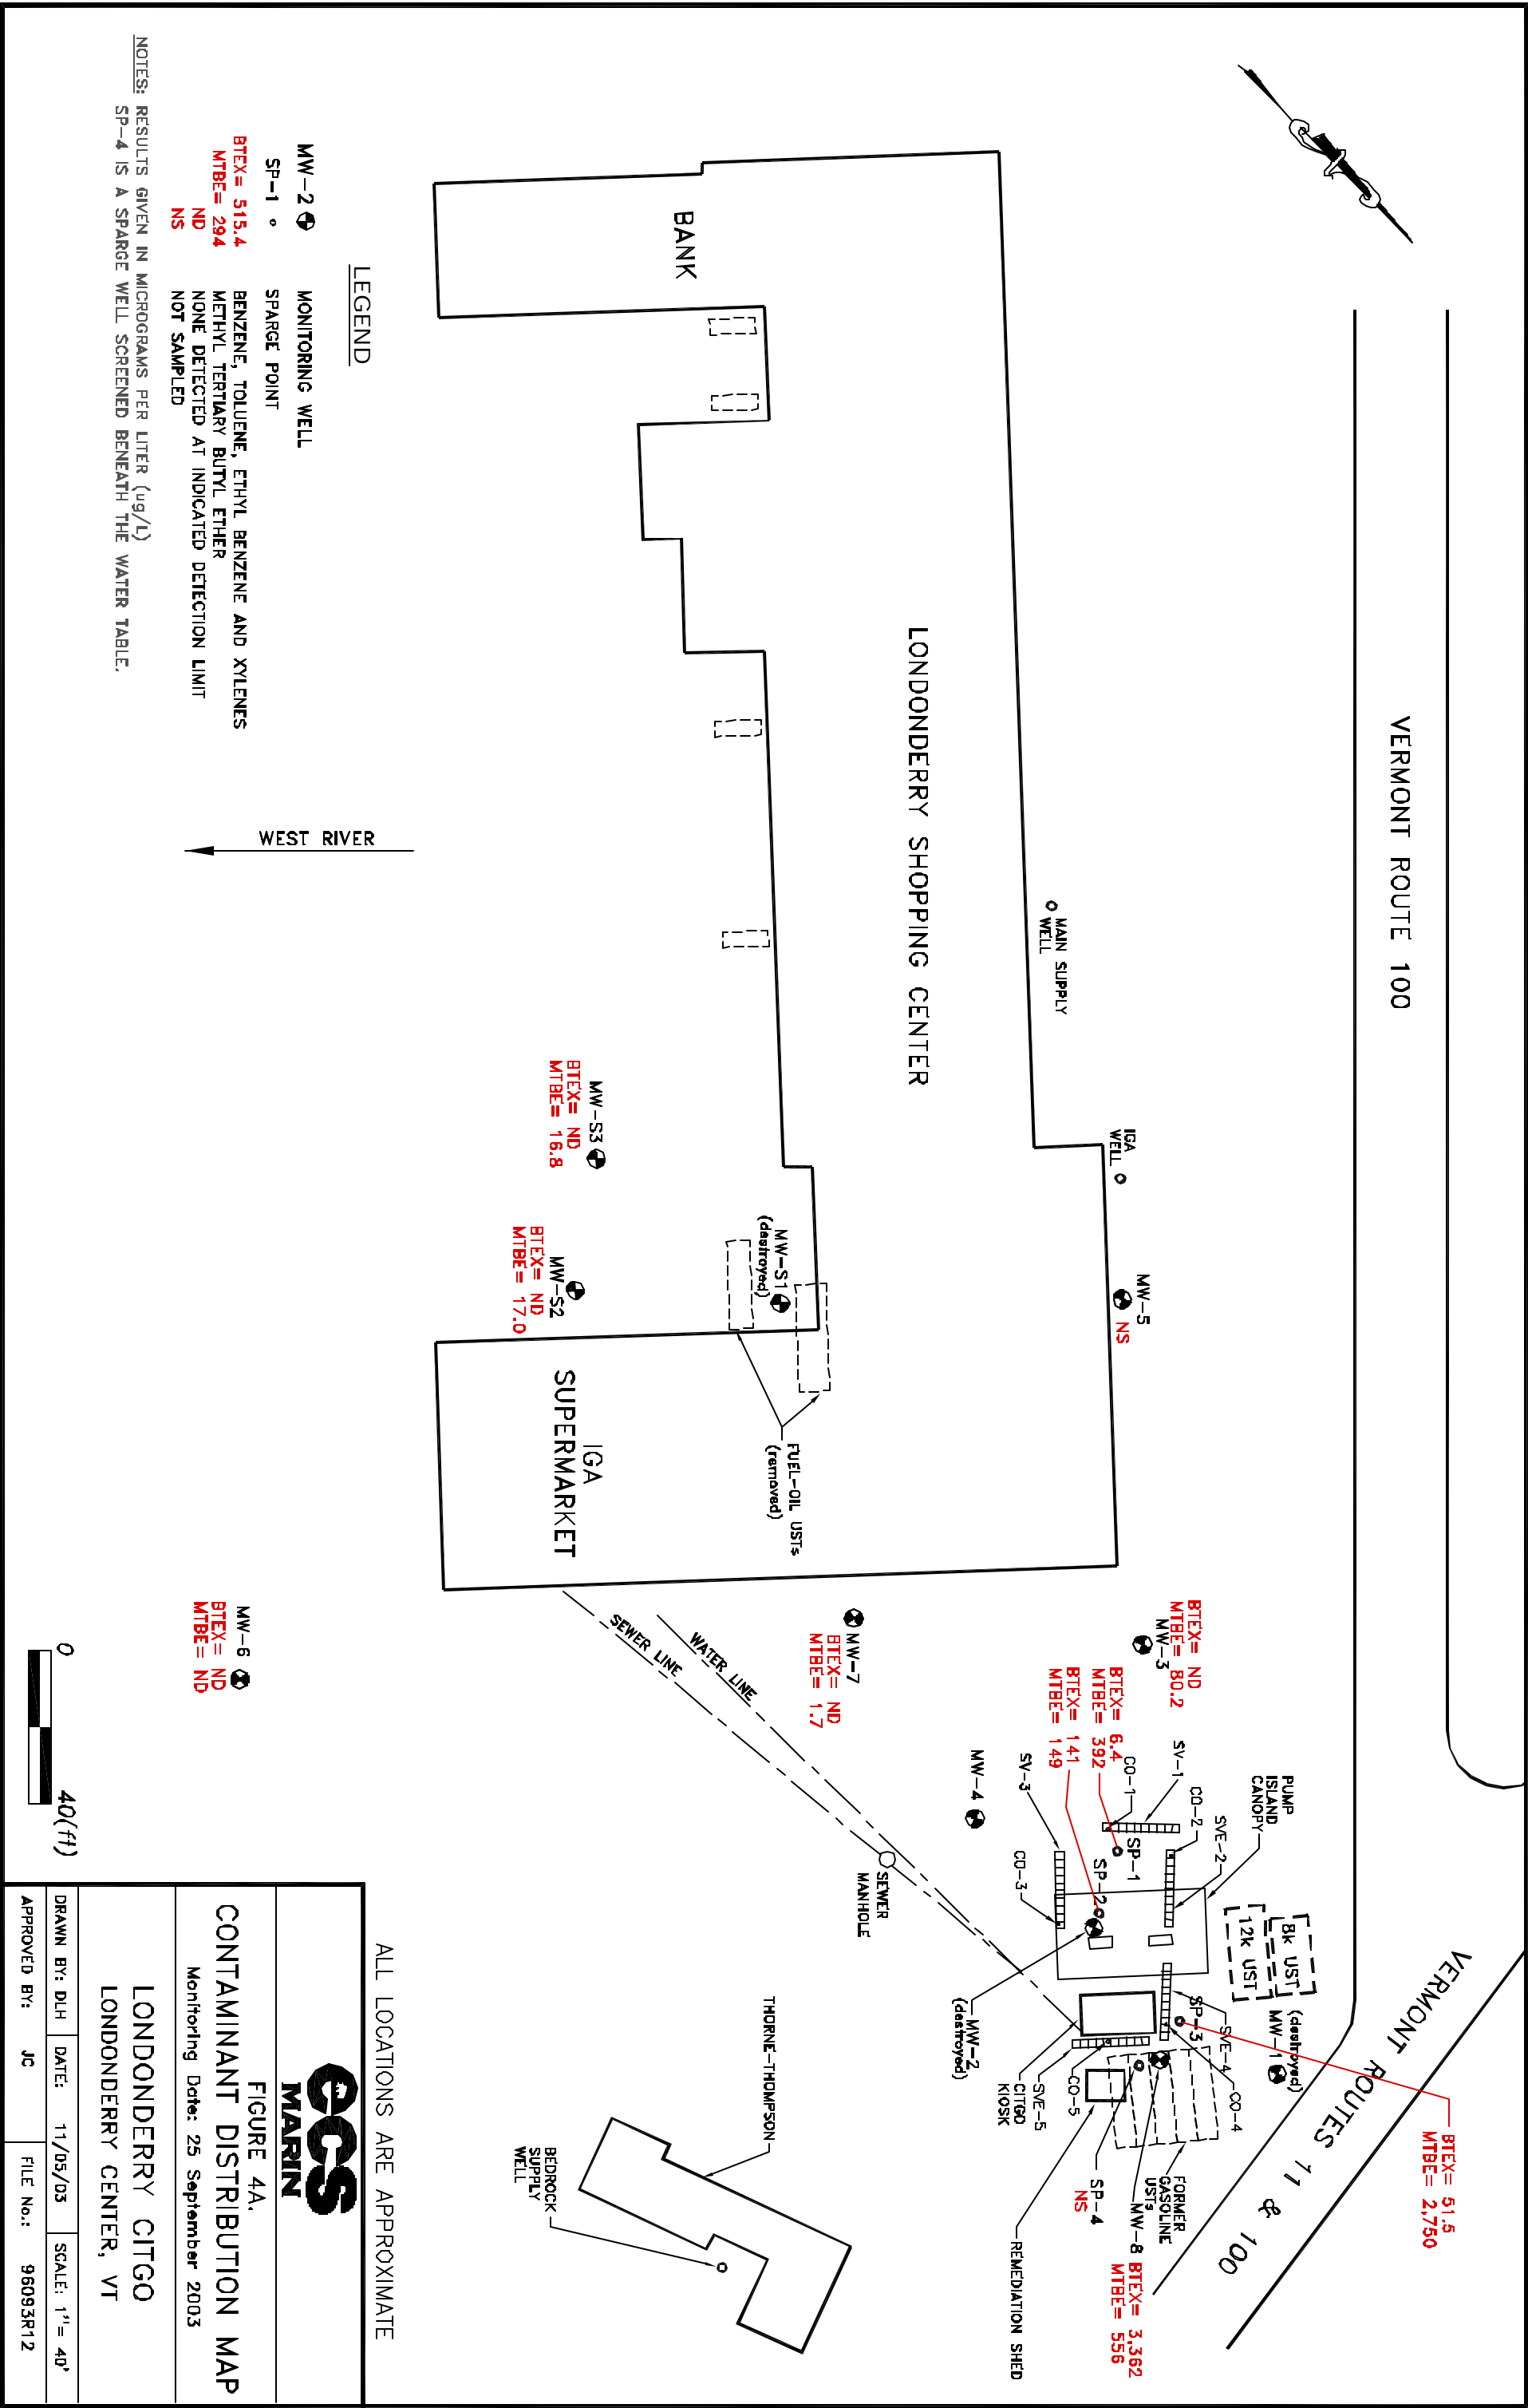 VERMONT ROUTE 100
VERMONT ROUTES 11 & 100
BTEX= 51.5
MTBE= 2,750
PUMP
ISLAND
CANOPY
8k UST
12k UST
(destroyed)
MW-1
BTEX= ND
MTBE= 80.2
MW-3
SV-1
CO-2
SVE-2
SP-3
SVE-4
CO-4
BTEX= 6.4
MTBE= 392
CO-1
SP-1
BTEX= 141
MTBE= 149
SP-2
SV-3
CO-3
MW-4
MW-2
(destroyed)
CITGO
KIOSK
SVE-5
CO-5
FORMER
GASOLINE
USTs
SP-4
NS
MW-8
BTEX= 3,362
MTBE= 556
REMEDIATION SHED
MW-5
NS
IGA
WELL
MAIN SUPPLY
WELL
LONDONDERRY SHOPPING CENTER
BANK
MW-7
BTEX= ND
MTBE= 1.7
SEWER
MANHOLE
WATER LINE
SEWER LINE
THORNE-THOMPSON
BEDROCK
SUPPLY
WELL
MW-S1
(destroyed)
FUEL-OIL USTs
(removed)
MW-S3
BTEX= ND
MTBE= 16.8
MW-S2
BTEX= ND
MTBE= 17.0
IGA
SUPERMARKET
WEST RIVER
MW-6
BTEX= ND
MTBE= ND
LEGEND
MW-2 MONITORING WELL
SP-1 SPARGE POINT
BTEX= 515.4 BENZENE, TOLUENE, ETHYL BENZENE AND XYLENES
MTBE= 294 METHYL TERTIARY BUTYL ETHER
ND NONE DETECTED AT INDICATED DETECTION LIMIT
NS NOT SAMPLED
NOTES: RESULTS GIVEN IN MICROGRAMS PER LITER (ug/L)
SP-4 IS A SPARGE WELL SCREENED BENEATH THE WATER TABLE.
0 40(ft)
ALL LOCATIONS ARE APPROXIMATE
ecs
MARIN
FIGURE 4A.
CONTAMINANT DISTRIBUTION MAP
Monitoring Date: 25 September 2003
LONDONDERRY CITGO
LONDONDERRY CENTER, VT
DRAWN BY: DLH DATE: 11/05/03 SCALE: 1"= 40'
APPROVED BY: JC FILE No.: 96093R12